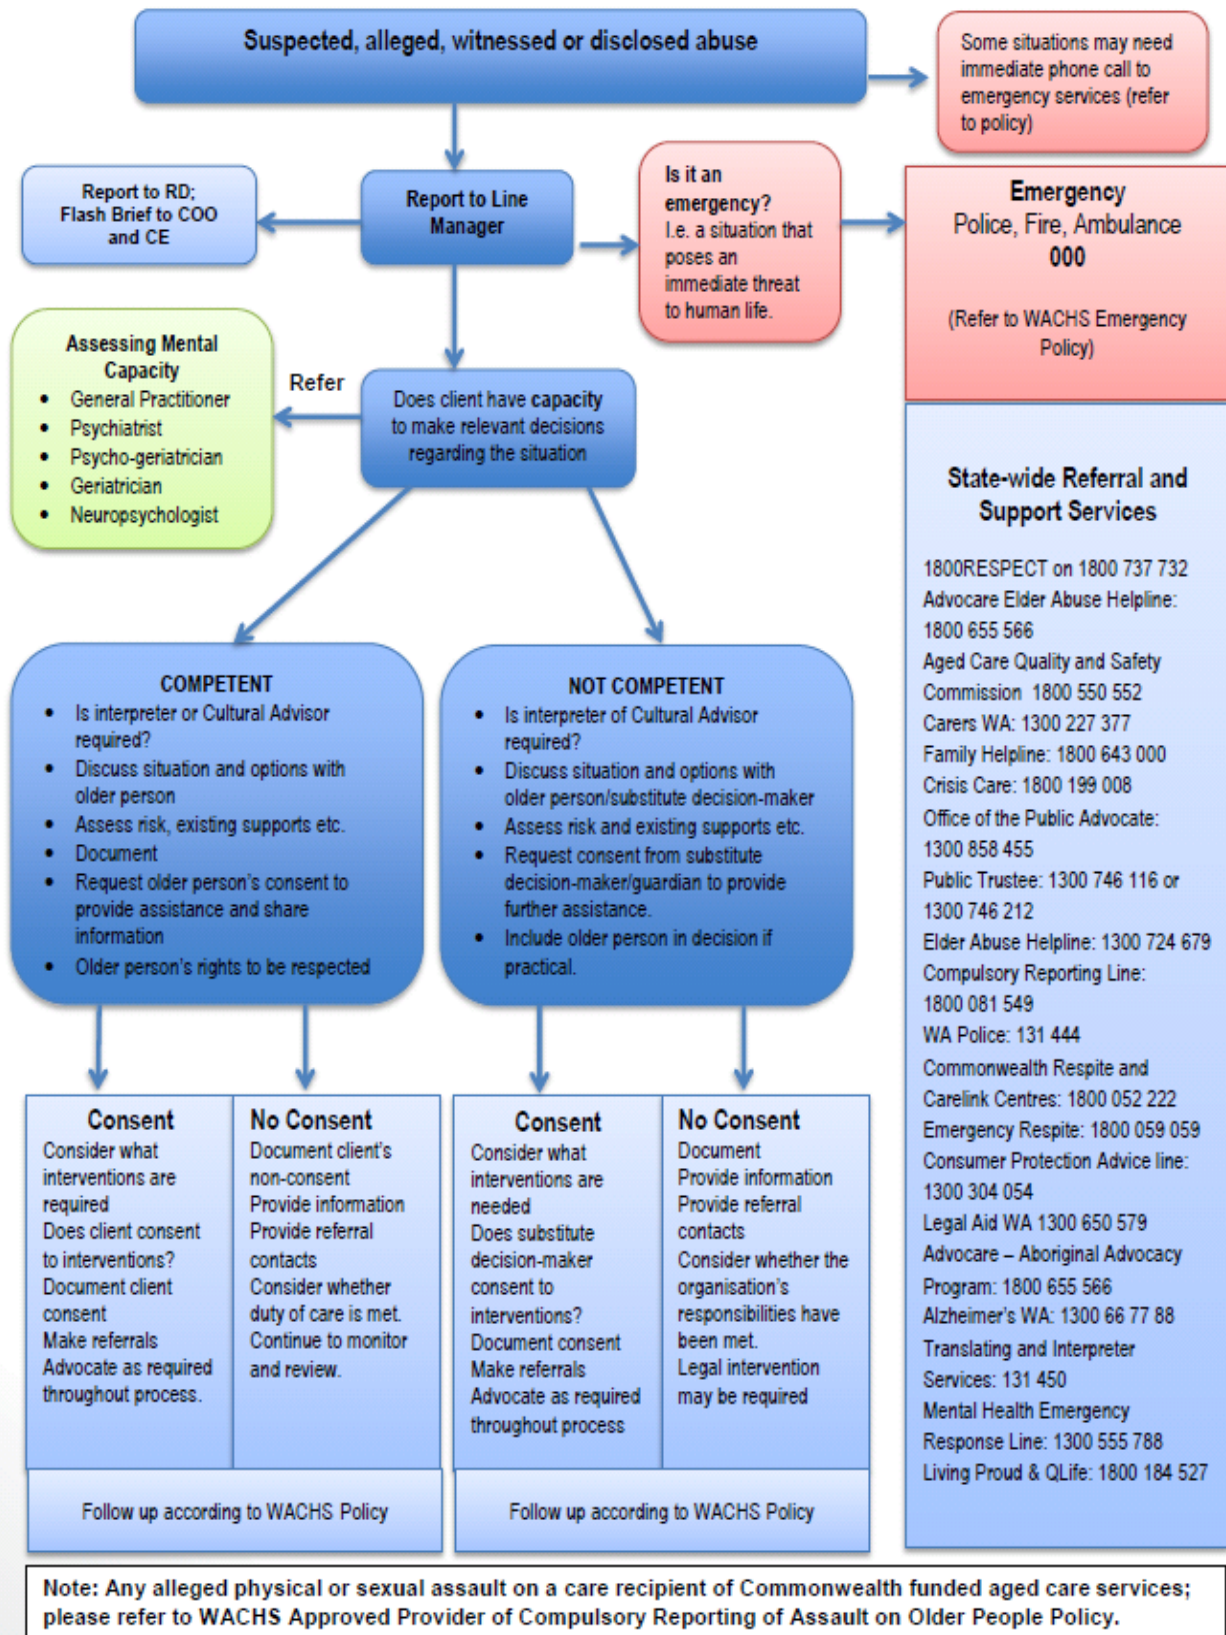 Suspected, alleged, witnessed or disclosed abuse
Some situations may need
immediate phone call to
emergency services (refer
to policy)
Report to RD;
Flash Brief to COO
and CE
Report to Line
Manager
Is it an
emergency?
I.e. a situation that
poses an
immediate threat
to human life.
Emergency
Police, Fire, Ambulance
000
(Refer to WACHS Emergency
Policy)
Assessing Mental
Capacity
• General Practitioner
• Psychiatrist
• Psycho-geriatrician
• Geriatrician
• Neuropsychologist
Refer
Does client have capacity
to make relevant decisions
regarding the situation
COMPETENT
• Is interpreter or Cultural Advisor
required?
• Discuss situation and options with
older person
• Assess risk, existing supports etc.
• Document
• Request older person's consent to
provide assistance and share
information
• Older person's rights to be respected
NOT COMPETENT
• Is interpreter of Cultural Advisor
required?
• Discuss situation and options with
older person/substitute decision-maker
• Assess risk and existing supports etc.
• Request consent from substitute
decision-maker/guardian to provide
further assistance.
• Include older person in decision if
practical.
Consent
Consider what
interventions are
required
Does client consent
to interventions?
Document client
consent
Make referrals
Advocate as required
throughout process.
No Consent
Document client's
non-consent
Provide information
Provide referral
contacts
Consider whether
duty of care is met.
Continue to monitor
and review.
Follow up according to WACHS Policy
Consent
Consider what
interventions are
needed
Does substitute
decision-maker
consent to
interventions?
Document consent
Make referrals
Advocate as required
throughout process
No Consent
Document
Provide information
Provide referral
contacts
Consider whether the
organisation's
responsibilities have
been met.
Legal intervention
may be required
Follow up according to WACHS Policy
State-wide Referral and
Support Services
1800RESPECT on 1800 737 732
Advocare Elder Abuse Helpline:
1800 655 566
Aged Care Quality and Safety
Commission 1800 550 552
Carers WA: 1300 227 377
Family Helpline: 1800 643 000
Crisis Care: 1800 199 008
Office of the Public Advocate:
1300 858 455
Public Trustee: 1300 746 116 or
1300 746 212
Elder Abuse Helpline: 1300 724 679
Compulsory Reporting Line:
1800 081 549
WA Police: 131 444
Commonwealth Respite and
Carelink Centres: 1800 052 222
Emergency Respite: 1800 059 059
Consumer Protection Advice line:
1300 304 054
Legal Aid WA 1300 650 579
Advocare – Aboriginal Advocacy
Program: 1800 655 566
Alzheimer's WA: 1300 66 77 88
Translating and Interpreter
Services: 131 450
Mental Health Emergency
Response Line: 1300 555 788
Living Proud & QLife: 1800 184 527
Note: Any alleged physical or sexual assault on a care recipient of Commonwealth funded aged care services;
please refer to WACHS Approved Provider of Compulsory Reporting of Assault on Older People Policy.